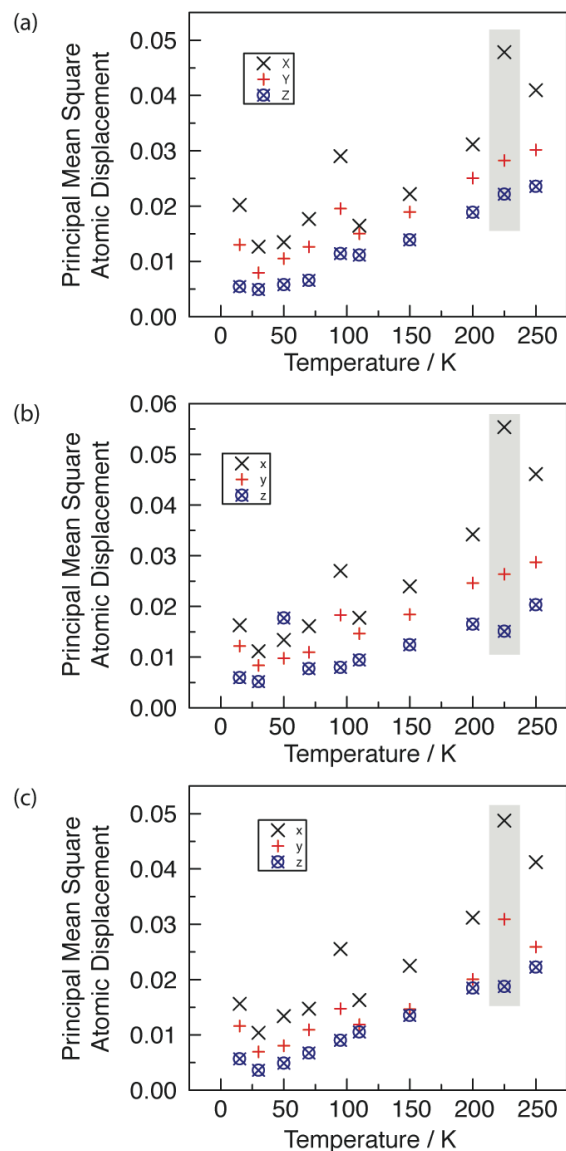 (a)
Principal Mean Square
Atomic Displacement
0.05
0.04
0.03
0.02
0.01
0.00
X
Y
Z
0 50 100 150 200 250
Temperature / K
(b)
Principal Mean Square
Atomic Displacement
0.06
0.05
0.04
0.03
0.02
0.01
0.00
x
y
z
0 50 100 150 200 250
Temperature / K
(c)
Principal Mean Square
Atomic Displacement
0.05
0.04
0.03
0.02
0.01
0.00
x
y
z
0 50 100 150 200 250
Temperature / K